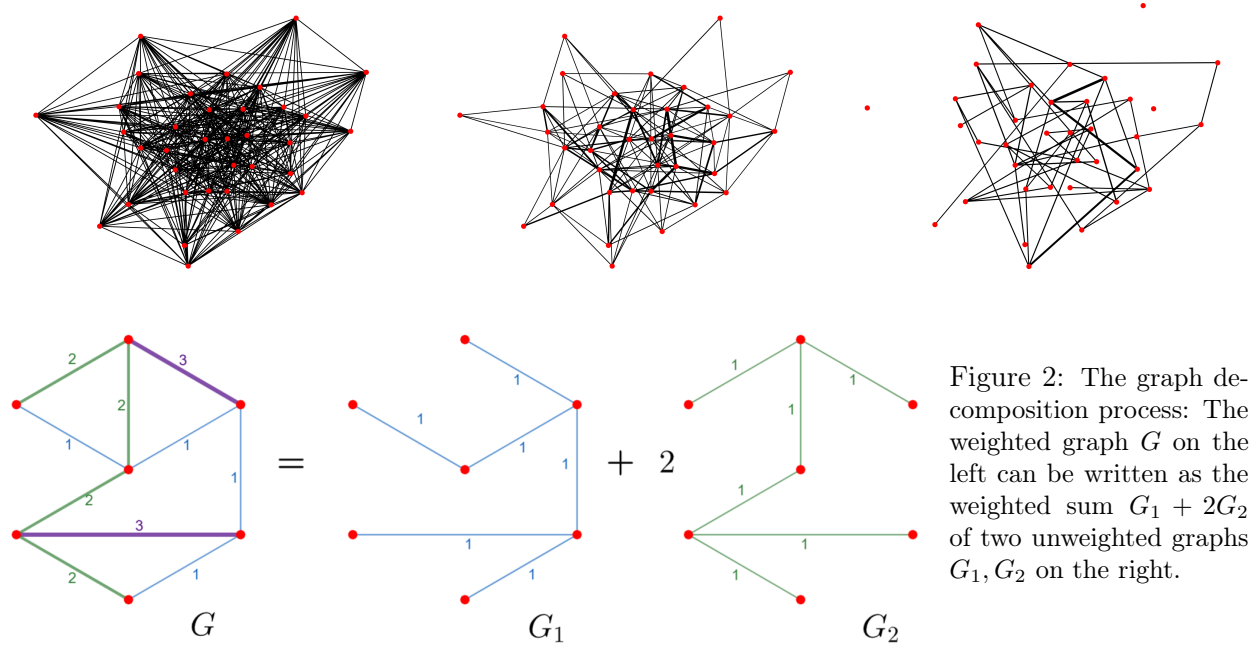 2
3
2
1
1
1
2
3
2
1
G
=
1
1
1
1
1
1
G₁
+ 2
1
1
1
1
1
1
G₂
Figure 2: The graph de-
composition process: The
weighted graph G on the
left can be written as the
weighted sum G₁ + 2G₂
of two unweighted graphs
G₁, G₂ on the right.